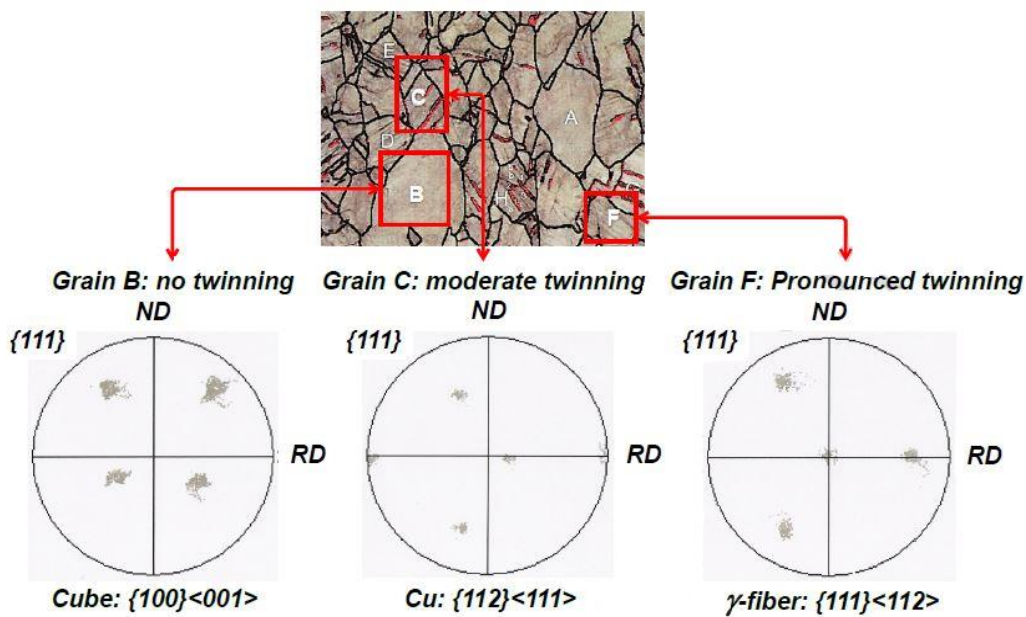 E
C
A
D
B
H
G
F
Grain B: no twinning
ND
Grain C: moderate twinning
ND
Grain F: Pronounced twinning
ND
{111}
{111}
{111}
RD
RD
RD
Cube: {100}<001>
Cu: {112}<111>
γ-fiber: {111}<112>